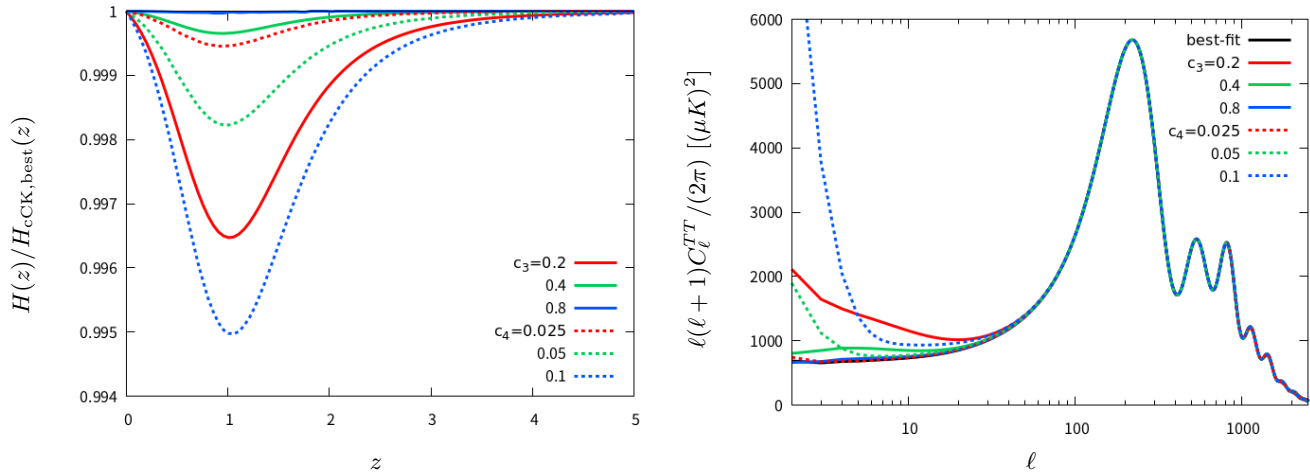 1
0.999
0.998
0.997
0.996
0.995
0.994
H(z)/H_{cCK,best}(z)
c₃=0.2
0.4
0.8
c₄=0.025
0.05
0.1
0 1 2 3 4 5
z
6000
5000
4000
3000
2000
1000
0
ℓ(ℓ + 1)C_ℓ^{TT}/(2π) [(μK)²]
best-fit
c₃=0.2
0.4
0.8
c₄=0.025
0.05
0.1
10 100 1000
ℓ